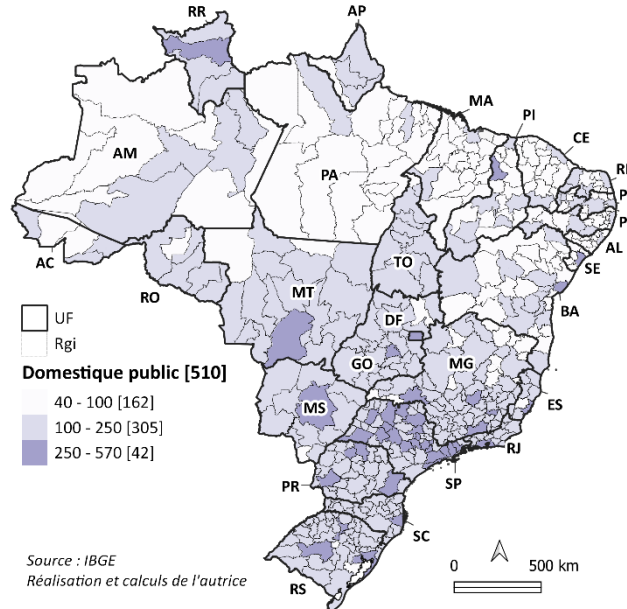 RR
AP
MA
PI
CE
AM
PA
AL
SE
AC
RO
TO
MT
BA
DF
GO
MG
MS
ES
RJ
SP
PR
SC
RS
UF
Rgi
Domestique public [510]
40 - 100 [162]
100 - 250 [305]
250 - 570 [42]
Source : IBGE
Réalisation et calculs de l'autrice
0 500 km